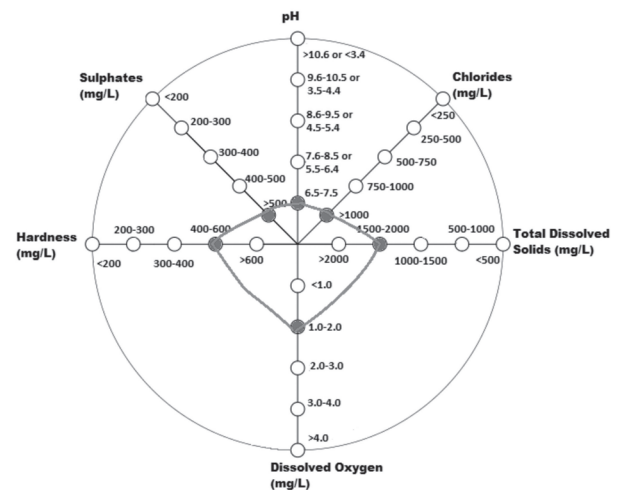 pH
>10.6 or <3.4
9.6-10.5 or
3.5-4.4
8.6-9.5 or
4.5-5.4
7.6-8.5 or
5.5-6.4
6.5-7.5
Sulphates
(mg/L)
<200
200-300
300-400
400-500
>500
Chlorides
(mg/L)
<250
250-500
500-750
750-1000
>1000
Hardness
(mg/L)
<200
200-300
300-400
400-600
>600
Total Dissolved
Solids (mg/L)
<500
500-1000
1000-1500
1500-2000
>2000
<1.0
1.0-2.0
2.0-3.0
3.0-4.0
>4.0
Dissolved Oxygen
(mg/L)